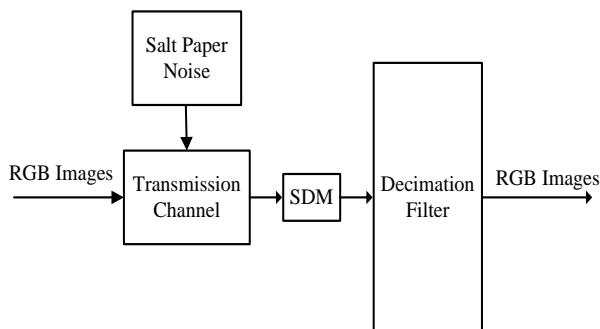 Salt Paper
Noise
RGB Images
Transmission
Channel
SDM
Decimation
Filter
RGB Images